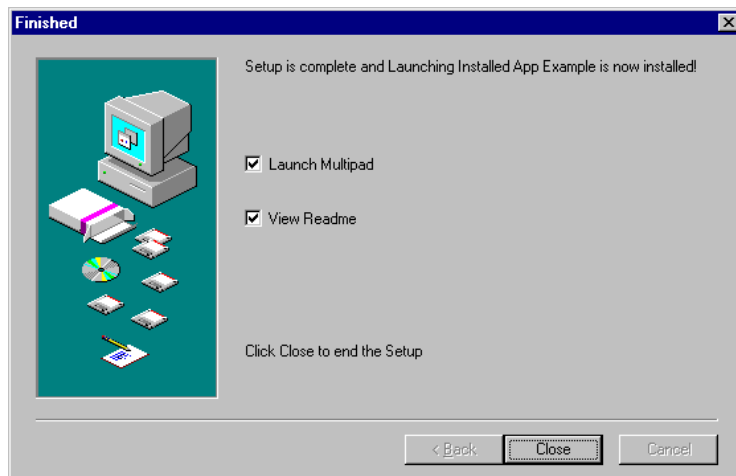 Finished
Setup is complete and Launching Installed App Example is now installed!
Launch Multipad
View Readme
Click Close to end the Setup
< Back
Close
Cancel